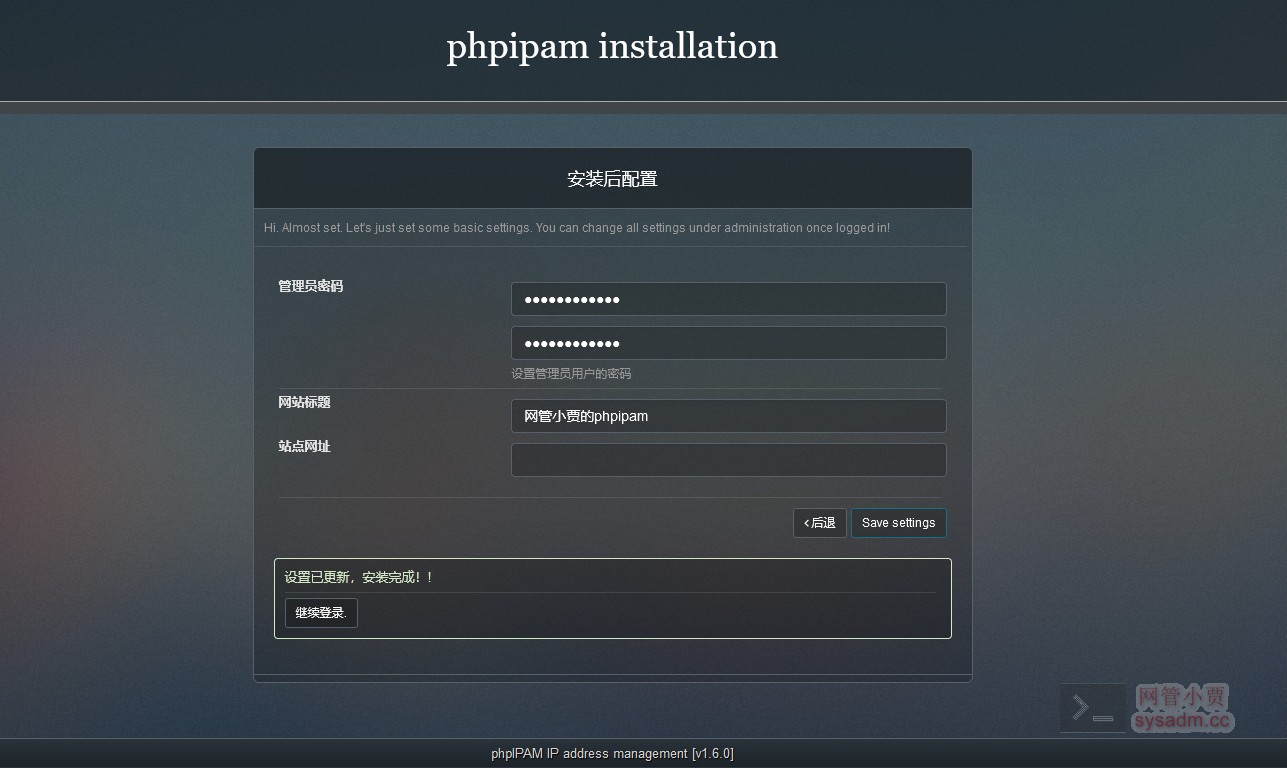 phpipam installation
安装后配置
Hi. Almost set. Let's just set some basic settings. You can change all settings under administration once logged in!
管理员密码
●●●●●●●●●●●●
●●●●●●●●●●●●
设置管理员用户的密码
网站标题
网管小贾的phpipam
站点网址
后退
Save settings
设置已更新，安装完成！！
继续登录.
网管小贾
sysadm.cc
phpIPAM IP address management [v1.6.0]